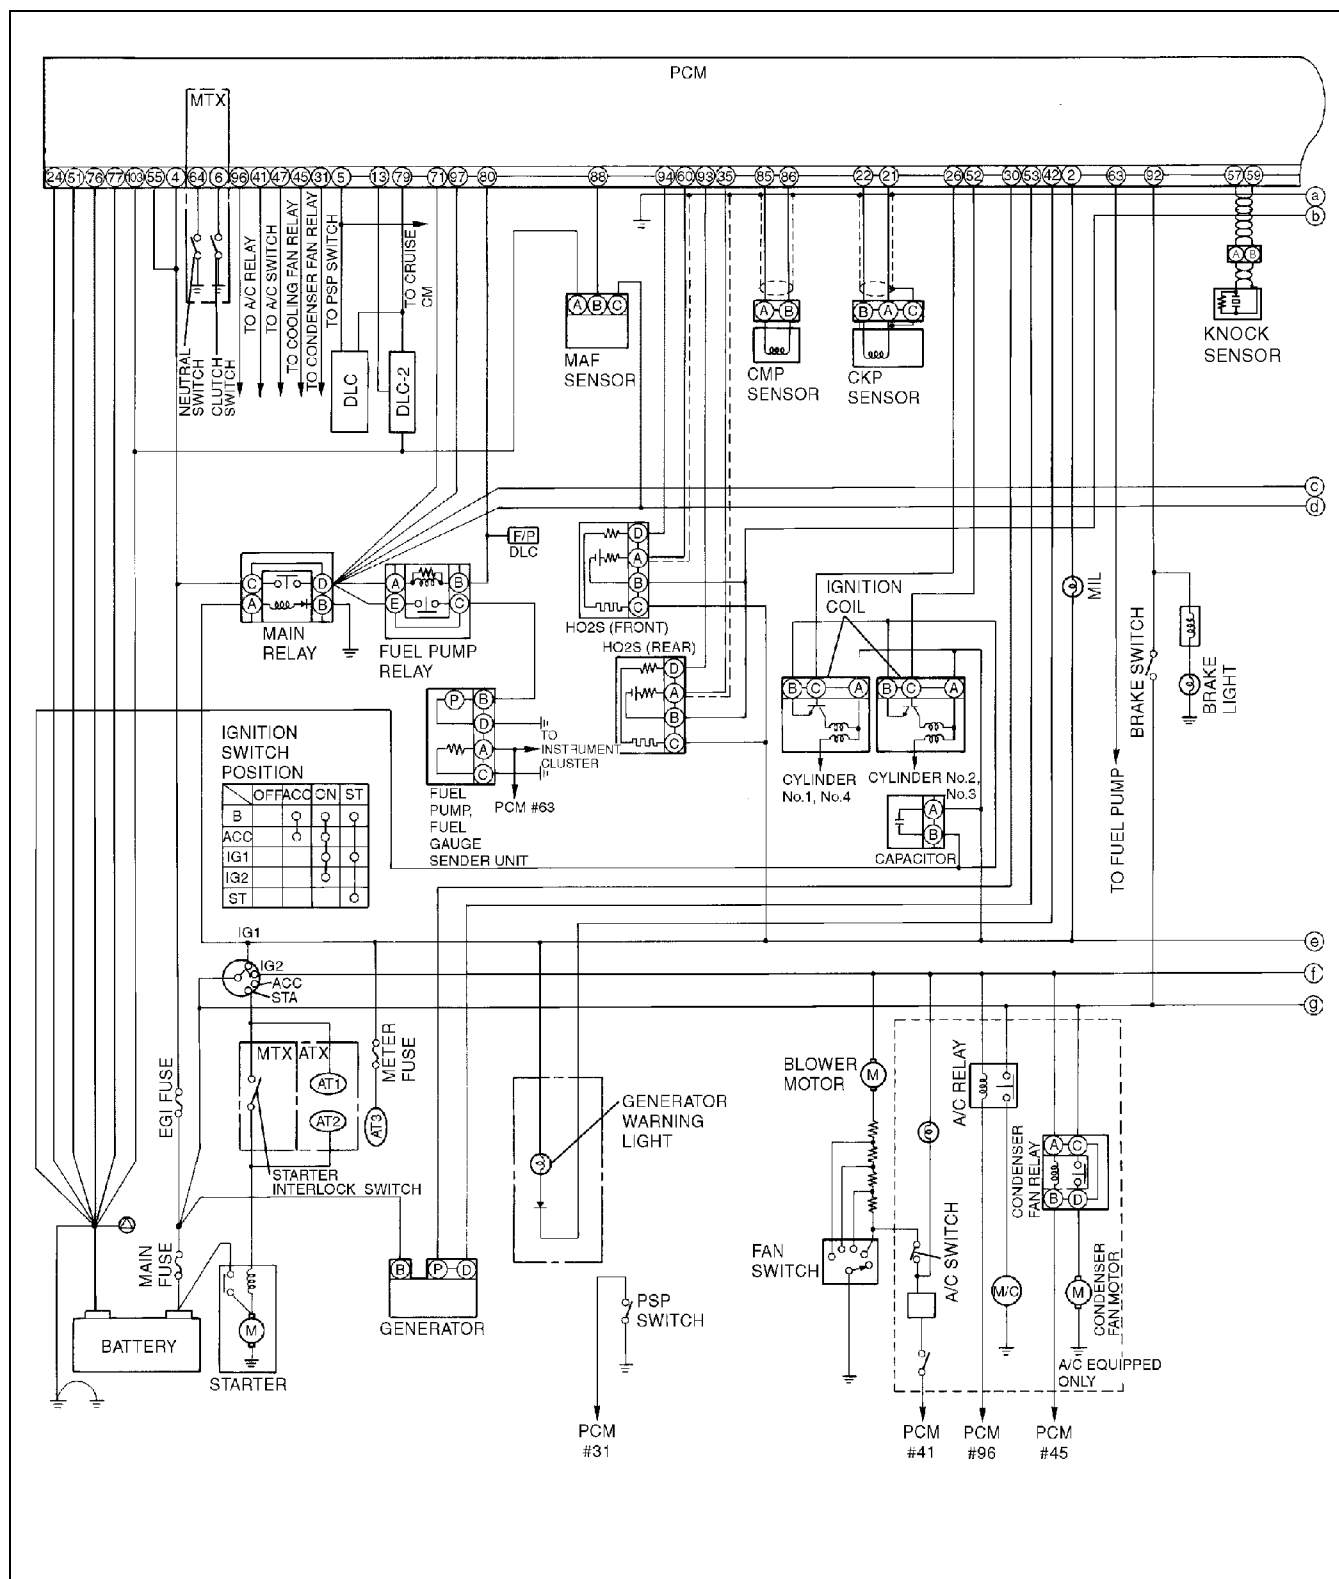 PCM
MTX
24 51 76 77 103 55 4 64 6 96 41 47 45 31 5 13 79 71 97 80 88 94 60 93 35 85 86 22 21 26 52 30 53 42 2 63 92 57 59
a
b
NEUTRAL
SWITCH
CLUTCH
SWITCH
TO A/C RELAY
TO A/C SWITCH
TO COOLING FAN RELAY
TO CONDENSER FAN RELAY
TO PSP SWITCH
TO CRUISE
CM
DLC
DLC-2
A B C
MAF
SENSOR
A B
CMP
SENSOR
B A C
CKP
SENSOR
A B
KNOCK
SENSOR
c
d
F/P
DLC
C D
A B
MAIN
RELAY
A B
E C
FUEL PUMP
RELAY
D
A
B
C
HO2S (FRONT)
HO2S (REAR)
D
A
B
C
IGNITION
COIL
MIL
BRAKE SWITCH
BRAKE
LIGHT
B C A
B C A
CYLINDER
No.1, No.4
CYLINDER No.2,
No.3
A
B
CAPACITOR
TO FUEL PUMP
P B
D
A
C
TO
INSTRUMENT
CLUSTER
PCM #63
FUEL
PUMP,
FUEL
GAUGE
SENDER UNIT
IGNITION
SWITCH
POSITION
OFF ACC ON ST
B
ACC
IG1
IG2
ST
IG1
IG2
ACC
STA
e
f
g
EGI FUSE
MTX ATX
AT1
AT2
METER
FUSE
AT3
STARTER
INTERLOCK SWITCH
GENERATOR
WARNING
LIGHT
BLOWER
MOTOR
M
A/C RELAY
CONDENSER
FAN RELAY
A C
B D
FAN
SWITCH
A/C SWITCH
M/C
M
CONDENSER
FAN MOTOR
A/C EQUIPPED
ONLY
MAIN
FUSE
BATTERY
M
STARTER
B P D
GENERATOR
PSP
SWITCH
PCM
#31
PCM
#41
PCM
#96
PCM
#45